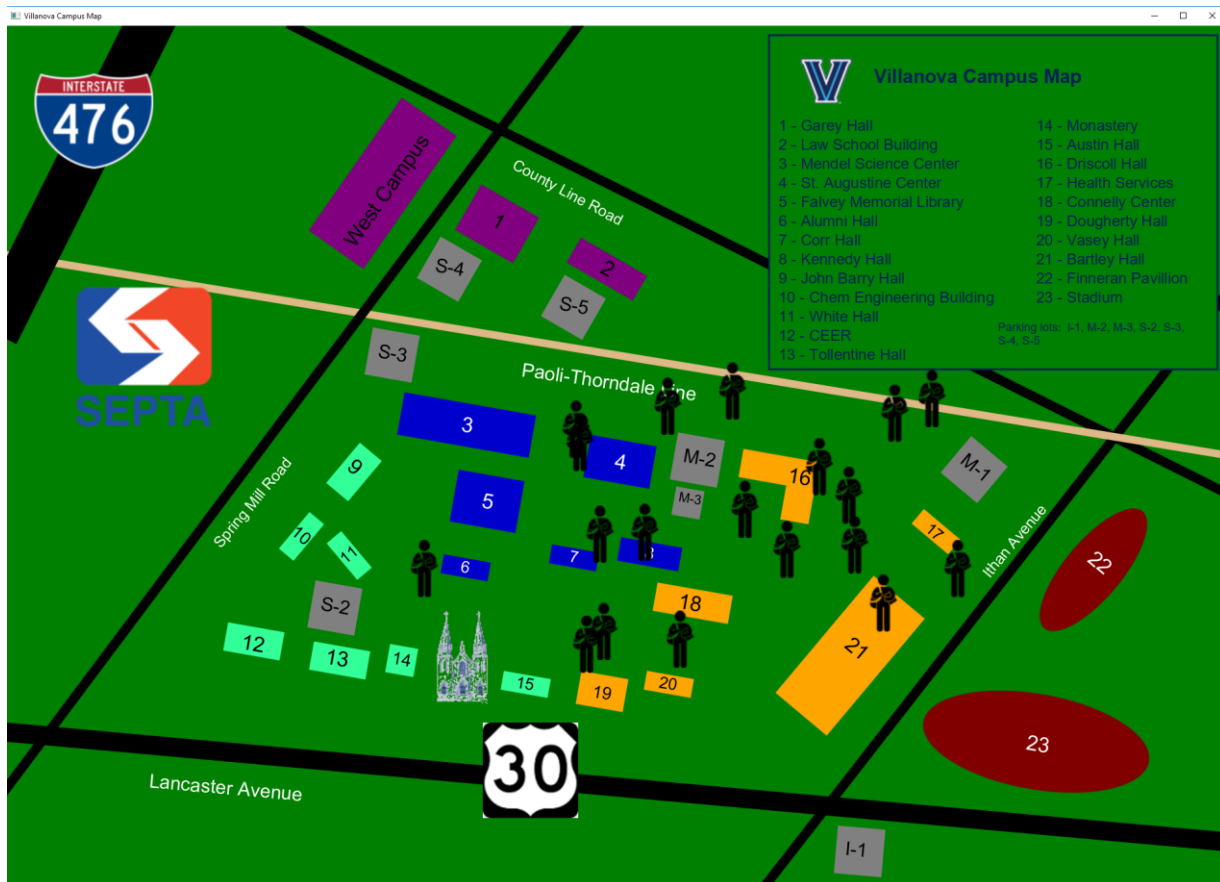 Villanova Campus Map
INTERSTATE
476
V Villanova Campus Map
1 - Garey Hall
2 - Law School Building
3 - Mendel Science Center
4 - St. Augustine Center
5 - Falvey Memorial Library
6 - Alumni Hall
7 - Corr Hall
8 - Kennedy Hall
9 - John Barry Hall
10 - Chem Engineering Building
11 - White Hall
12 - CEER
13 - Tollentine Hall
14 - Monastery
15 - Austin Hall
16 - Driscoll Hall
17 - Health Services
18 - Connelly Center
19 - Dougherty Hall
20 - Vasey Hall
21 - Bartley Hall
22 - Finneran Pavillion
23 - Stadium
Parking lots: I-1, M-2, M-3, S-2, S-3,
S-4, S-5
West Campus
County Line Road
1
2
S-4
S-5
SEPTA
S-3
Paoli-Thorndale Line
3
4
M-2
M-3
16
M-1
9
5
Spring Mill Road
10
11
6
7
8
17
Ithan Avenue
22
S-2
18
12
13
14
15
19
20
21
23
30
Lancaster Avenue
I-1